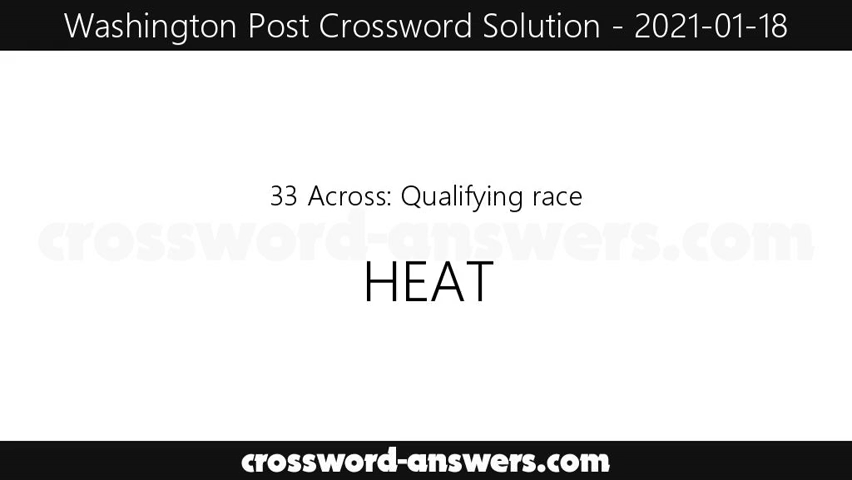 Washington Post Crossword Solution - 2021-01-18
33 Across: Qualifying race
crossword-answers.com
HEAT
crossword-answers.com